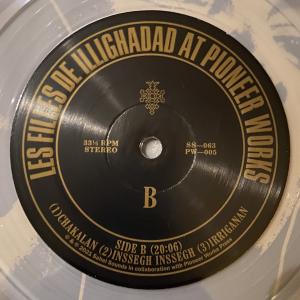 LES FILLES DE ILLIGHADAD AT PIONEER WORKS
33⅓ RPM
STEREO
SS—063
PW—005
B
SIDE B (20:06)
(1)CHAKALAN (2)INSSEGH INSSEGH (3)IRRIGANAN
℗ & © 2021 Sahel Sounds in collaboration with Pioneer Works Press